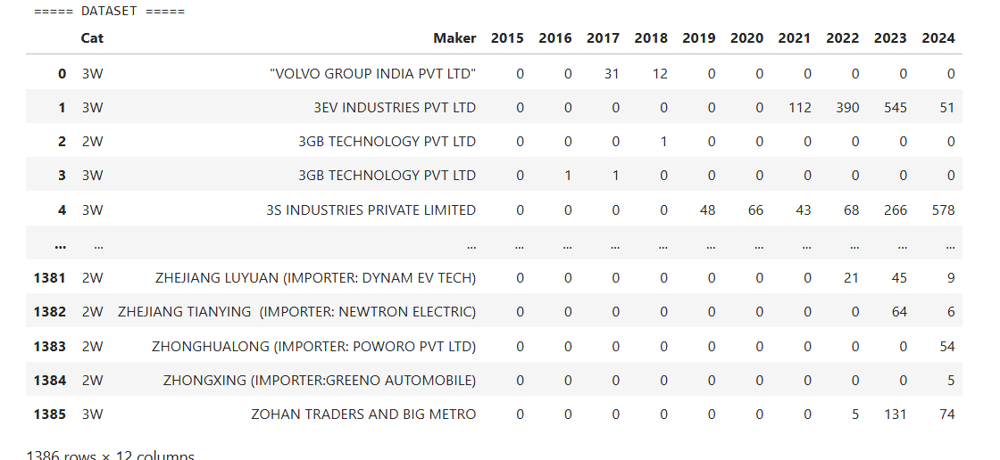 ===== DATASET =====
Cat Maker 2015 2016 2017 2018 2019 2020 2021 2022 2023 2024
0 3W "VOLVO GROUP INDIA PVT LTD" 0 0 31 12 0 0 0 0 0 0
1 3W 3EV INDUSTRIES PVT LTD 0 0 0 0 0 0 112 390 545 51
2 2W 3GB TECHNOLOGY PVT LTD 0 0 0 1 0 0 0 0 0 0
3 3W 3GB TECHNOLOGY PVT LTD 0 1 1 0 0 0 0 0 0 0
4 3W 3S INDUSTRIES PRIVATE LIMITED 0 0 0 0 48 66 43 68 266 578
... ... ... ... ... ... ... ... ... ... ... ... ...
1381 2W ZHEJIANG LUYUAN (IMPORTER: DYNAM EV TECH) 0 0 0 0 0 0 0 21 45 9
1382 2W ZHEJIANG TIANYING  (IMPORTER: NEWTRON ELECTRIC) 0 0 0 0 0 0 0 0 64 6
1383 2W ZHONGHUALONG (IMPORTER: POWORO PVT LTD) 0 0 0 0 0 0 0 0 0 54
1384 2W ZHONGXING (IMPORTER:GREENO AUTOMOBILE) 0 0 0 0 0 0 0 0 0 5
1385 3W ZOHAN TRADERS AND BIG METRO 0 0 0 0 0 0 0 5 131 74
1386 rows × 12 columns